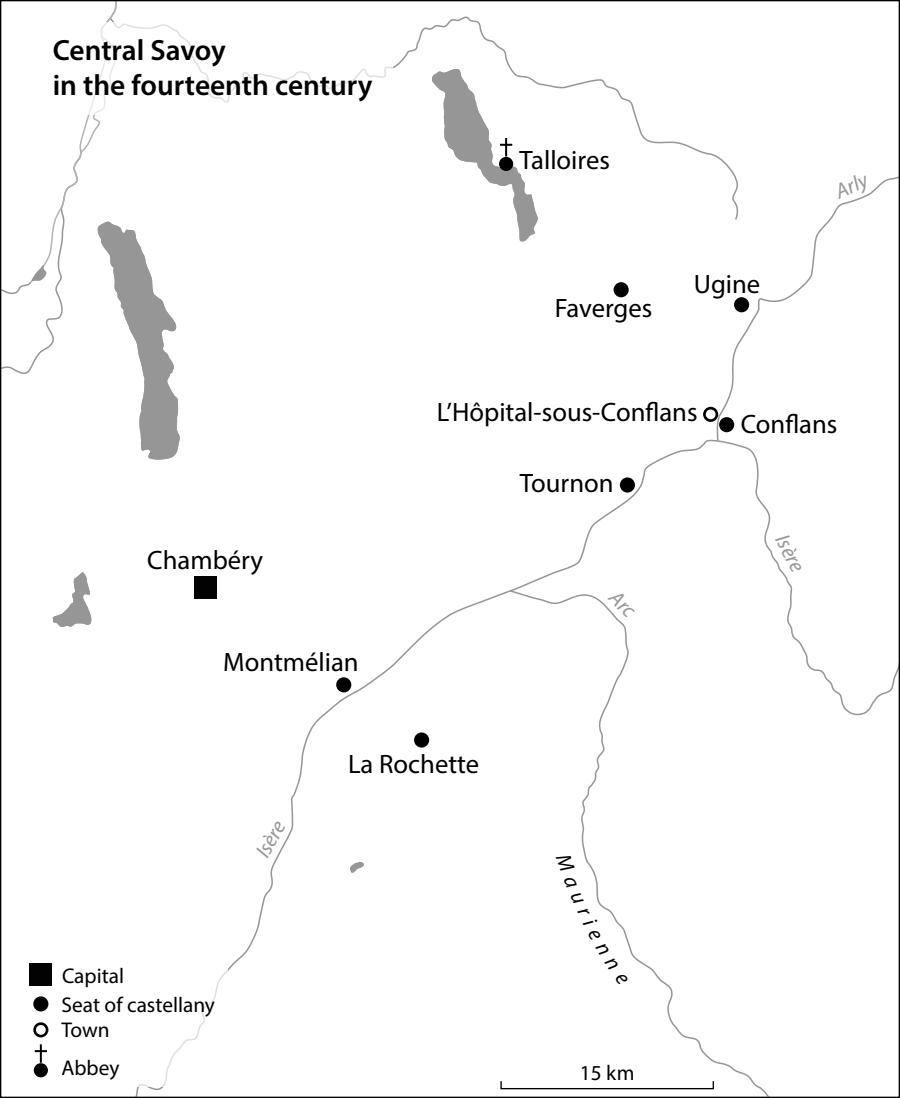 Central Savoy
in the fourteenth century
Talloires
Arly
Ugine
Faverges
L’Hôpital-sous-Conflans
Conflans
Tournon
Isère
Chambéry
Arc
Montmélian
La Rochette
Isère
Maurienne
Capital
Seat of castellany
Town
Abbey
15 km